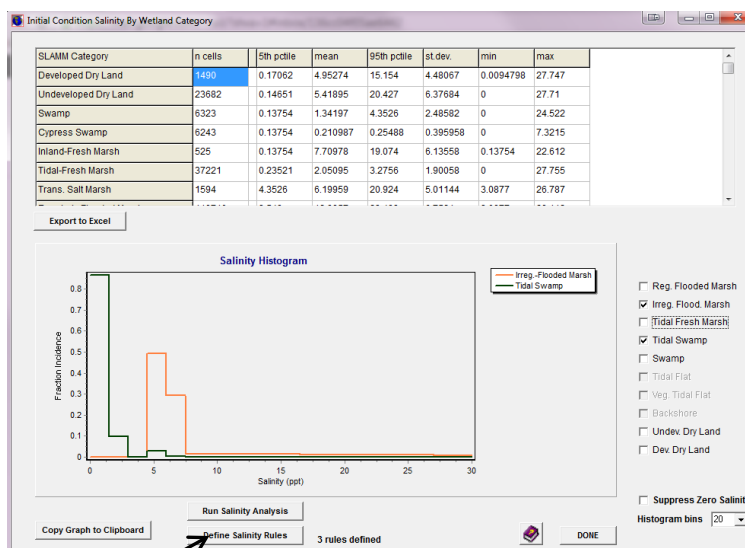 Initial Condition Salinity By Wetland Category
SLAMM Category n cells 5th pctile mean 95th pctile st.dev. min max
Developed Dry Land 1490 0.17062 4.95274 15.154 4.48067 0.0094798 27.747
Undeveloped Dry Land 23682 0.14651 5.41895 20.427 6.37684 0 27.71
Swamp 6323 0.13754 1.34197 4.3526 2.48582 0 24.522
Cypress Swamp 6243 0.13754 0.210987 0.25488 0.395958 0 7.3215
Inland-Fresh Marsh 525 0.13754 7.70978 19.074 6.13558 0.13754 22.612
Tidal-Fresh Marsh 37221 0.23521 2.05095 3.2756 1.90058 0 27.755
Trans. Salt Marsh 1594 4.3526 6.19959 20.924 5.01144 3.0877 26.787
Export to Excel
Salinity Histogram
Irreg.-Flooded Marsh
Tidal Swamp
Fraction Incidence
0.8
0.7
0.6
0.5
0.4
0.3
0.2
0.1
0
0 5 10 15 20 25 30
Salinity (ppt)
Reg. Flooded Marsh
Irreg. Flood. Marsh
Tidal Fresh Marsh
Tidal Swamp
Swamp
Tidal Flat
Veg. Tidal Flat
Backshore
Undev. Dry Land
Dev. Dry Land
Suppress Zero Salinit
Histogram bins 20
Run Salinity Analysis
Copy Graph to Clipboard
Define Salinity Rules
3 rules defined
DONE